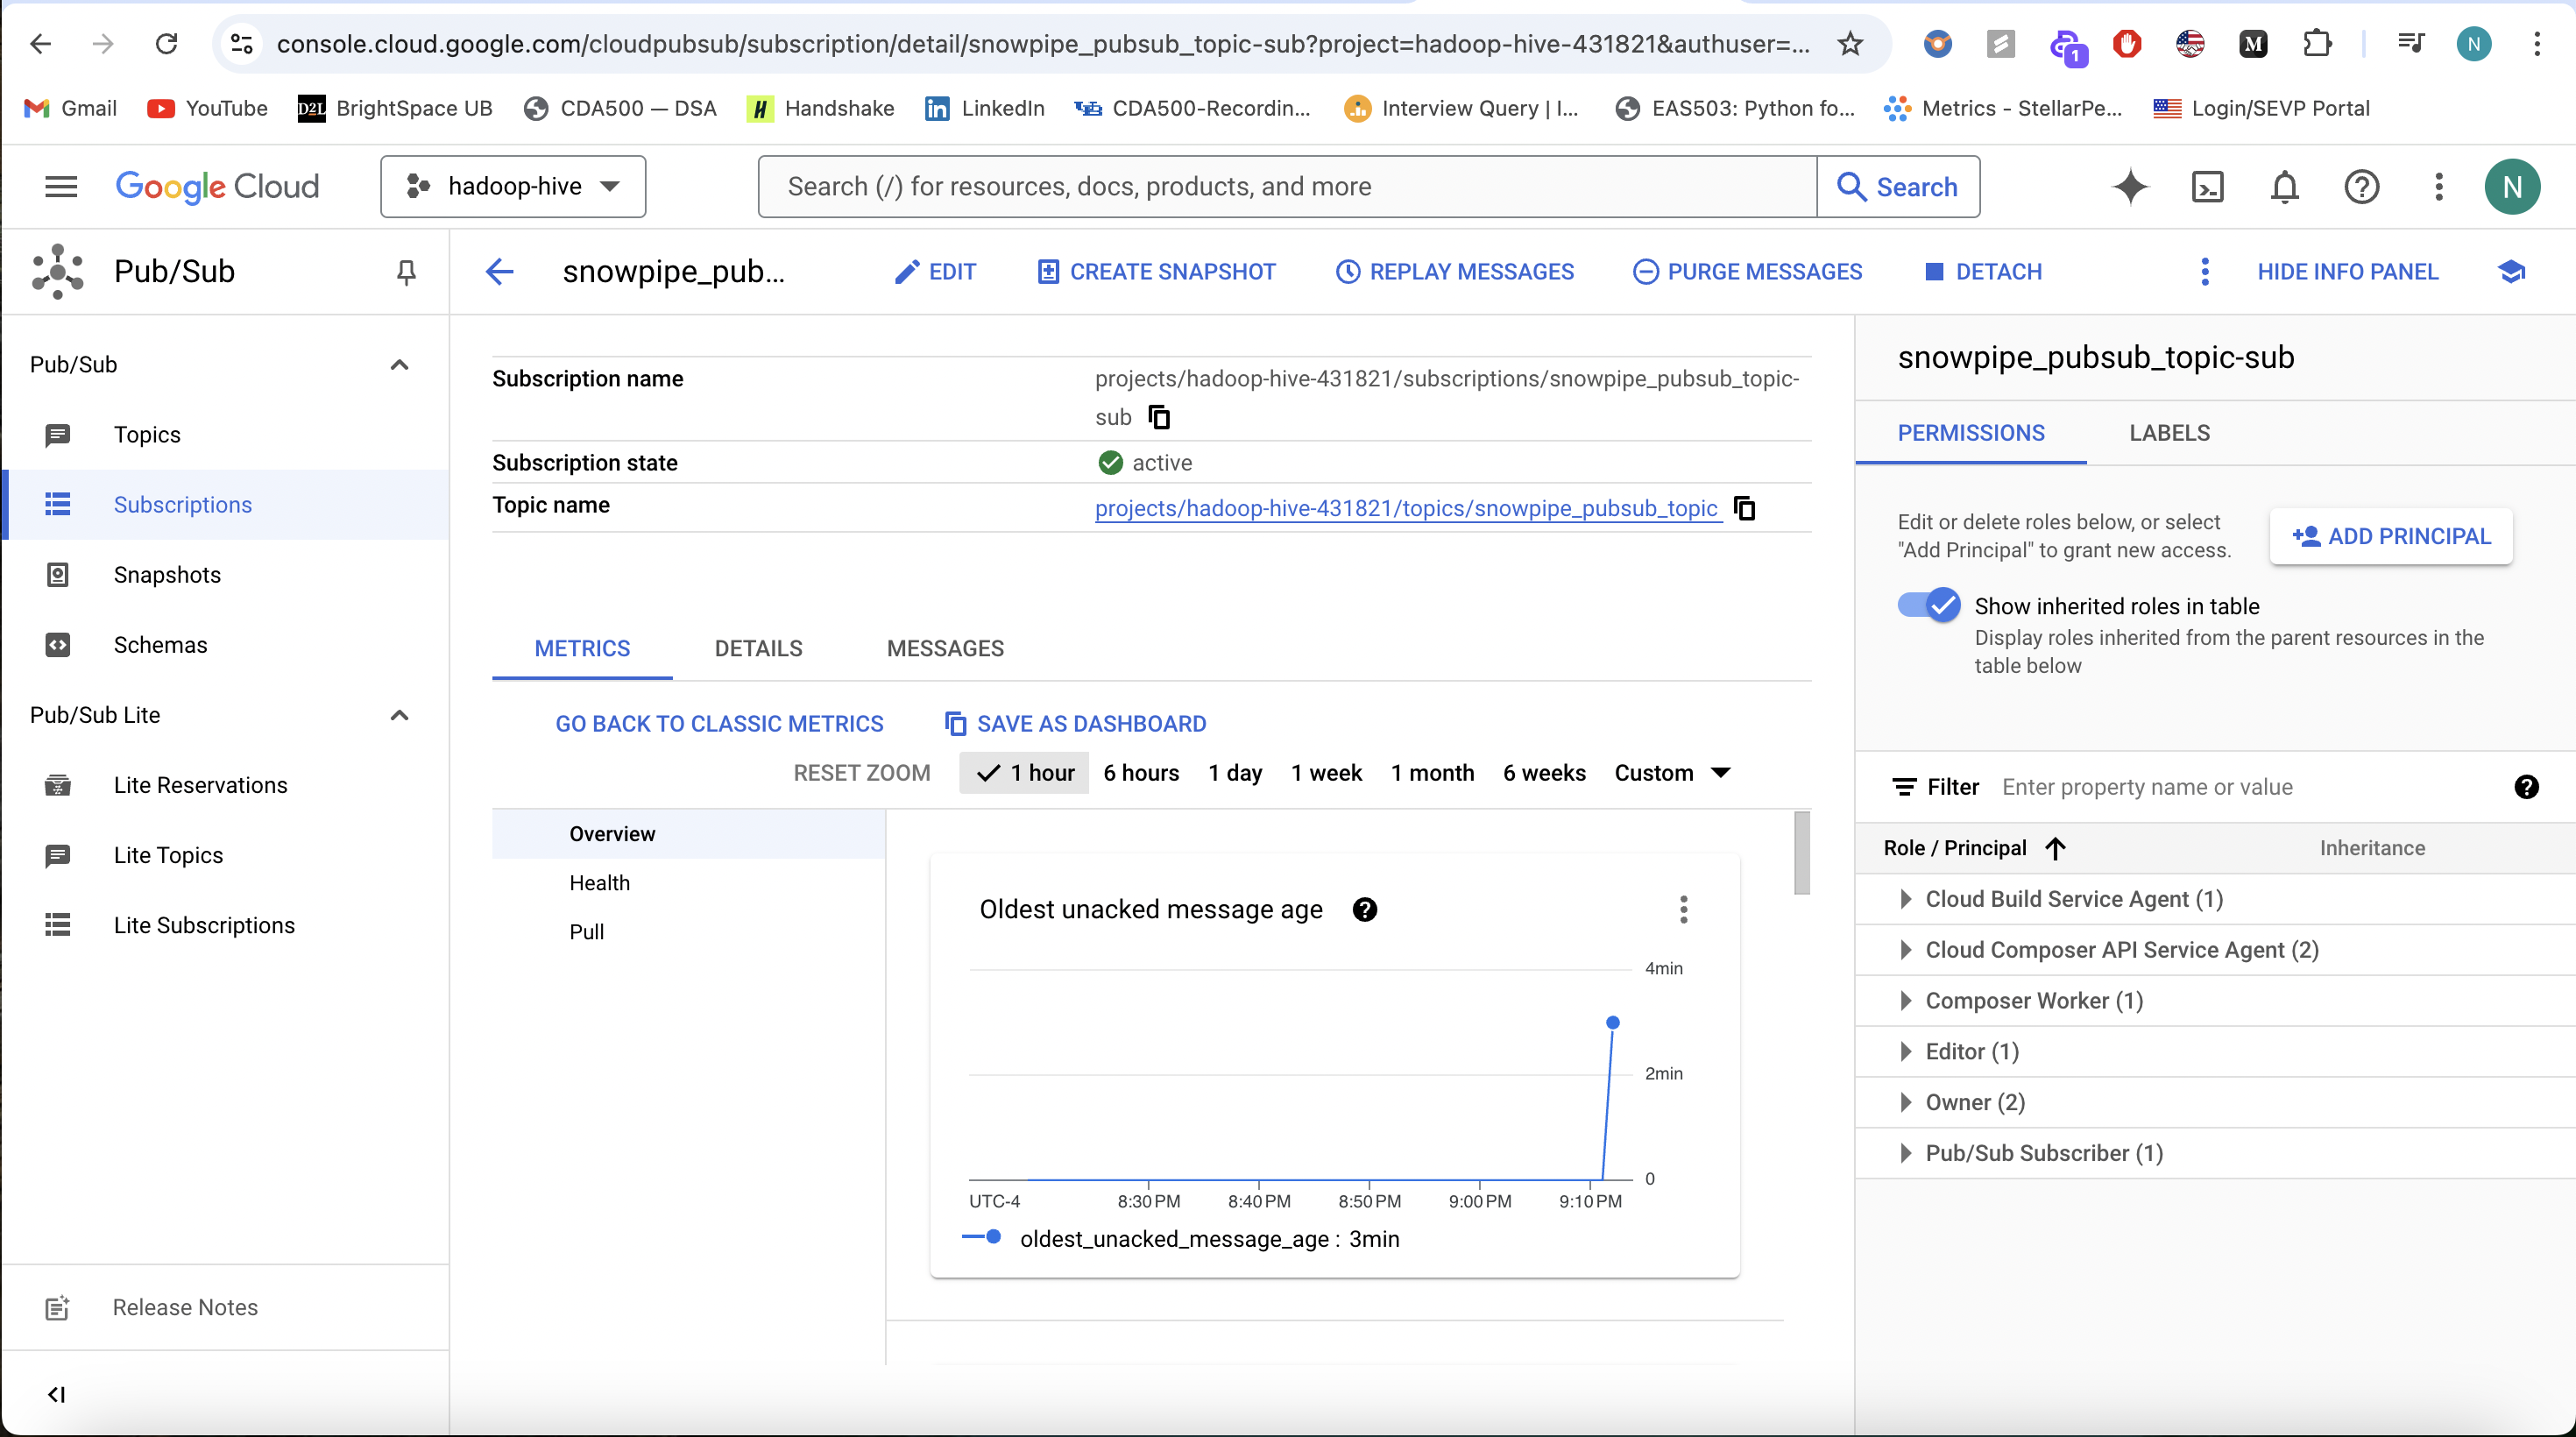 console.cloud.google.com/cloudpubsub/subscription/detail/snowpipe_pubsub_topic-sub?project=hadoop-hive-431821&authuser=...
1
M
N
Gmail
YouTube
D2L BrightSpace UB
CDA500 — DSA
H Handshake
in LinkedIn
UB CDA500-Recordin...
Interview Query | I...
EAS503: Python fo...
Metrics - StellarPe...
Login/SEVP Portal
Google Cloud
hadoop-hive
Search (/) for resources, docs, products, and more
Search
N
Pub/Sub
snowpipe_pub...
EDIT
CREATE SNAPSHOT
REPLAY MESSAGES
PURGE MESSAGES
DETACH
HIDE INFO PANEL
Pub/Sub
Topics
Subscriptions
Snapshots
Schemas
Pub/Sub Lite
Lite Reservations
Lite Topics
Lite Subscriptions
Release Notes
Subscription name
projects/hadoop-hive-431821/subscriptions/snowpipe_pubsub_topic-
sub
Subscription state
active
Topic name
projects/hadoop-hive-431821/topics/snowpipe_pubsub_topic
METRICS
DETAILS
MESSAGES
GO BACK TO CLASSIC METRICS
SAVE AS DASHBOARD
RESET ZOOM
1 hour
6 hours
1 day
1 week
1 month
6 weeks
Custom
Overview
Health
Pull
Oldest unacked message age
4min
2min
0
UTC-4
8:30 PM
8:40 PM
8:50 PM
9:00 PM
9:10 PM
oldest_unacked_message_age : 3min
snowpipe_pubsub_topic-sub
PERMISSIONS
LABELS
Edit or delete roles below, or select
"Add Principal" to grant new access.
ADD PRINCIPAL
Show inherited roles in table
Display roles inherited from the parent resources in the
table below
Filter
Enter property name or value
Role / Principal
Inheritance
Cloud Build Service Agent (1)
Cloud Composer API Service Agent (2)
Composer Worker (1)
Editor (1)
Owner (2)
Pub/Sub Subscriber (1)